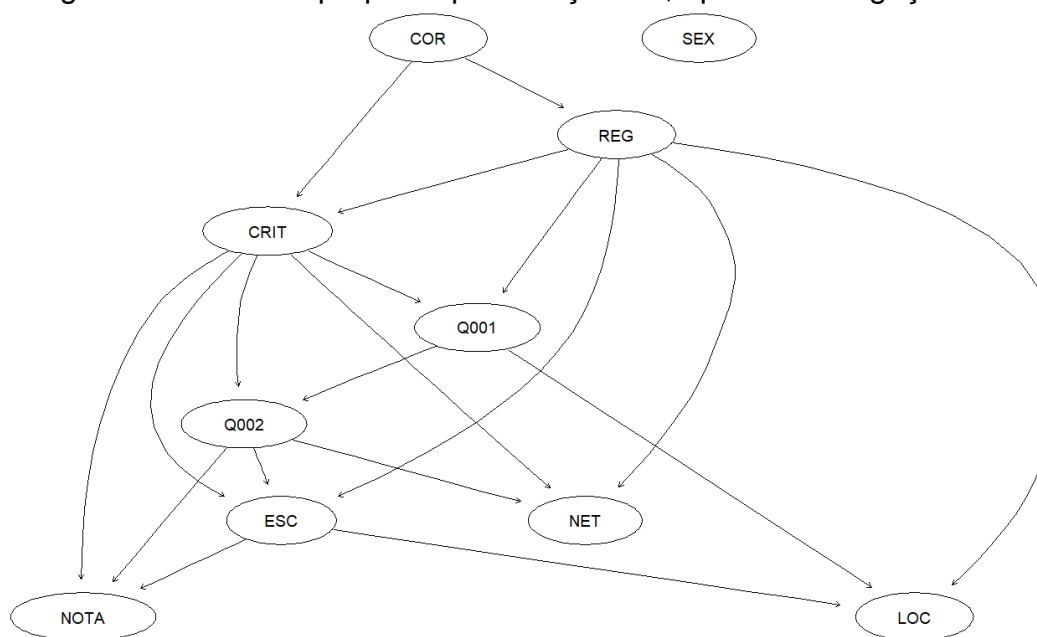 COR
SEX
REG
CRIT
Q001
Q002
ESC
NET
NOTA
LOC